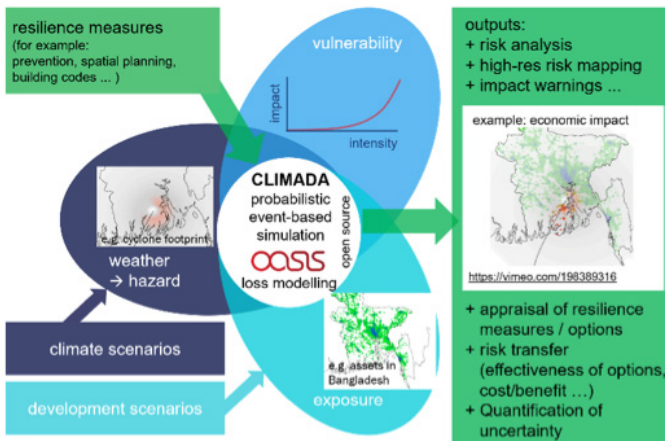 resilience measures
(for example:
prevention, spatial planning,
building codes ... )
vulnerability
impact
intensity
CLIMADA
probabilistic
event-based
simulation
OASIS
loss modelling
open source
e.g. cyclone footprint
weather
→ hazard
climate scenarios
development scenarios
e.g. assets in
Bangladesh
exposure
outputs:
+ risk analysis
+ high-res risk mapping
+ impact warnings ...
example: economic impact
https://vimeo.com/198389316
+ appraisal of resilience
measures / options
+ risk transfer
(effectiveness of options,
cost/benefit ...)
+ Quantification of
uncertainty